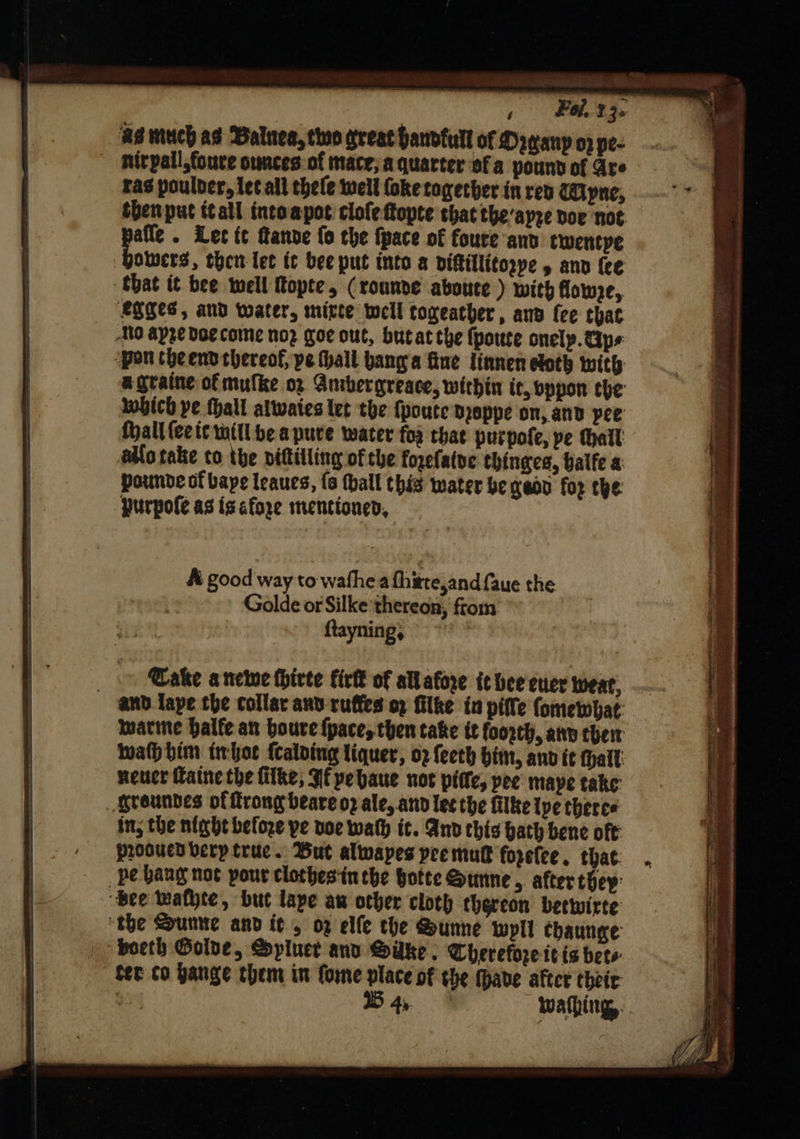 Fol. 13.
as much as Balnea, two great handfull of Organy or pe-
nirpall, foure ounces of mace, a quarter of a pound of Are
ras poulder, let all these well soke together in red Wyne,
then put it all into a pot close stopte that the ayre doe not
passe . Let it stande so the space of foure and twentye
howers, then let it bee put into a distillitorye , and see
that it bee well stopte , (rounde aboute ) with flowre,
egges , and water, mixte well togeather , and see that
no ayre doe come nor goe out, but at the spoute onely. Up-
pon the end thereof, ye shall hang a fine linnen cloth with
a graine of muske or Ambergreace, within it, uppon the
which ye shall alwaies let the spoute droppe on, and yee
shall see it will be a pure water for that purpose, ye shall
also take to the distilling of the foresaide thinges, halfe a
pounde of baye leaues, so shall this water be good for the
purpose as is afore mentioned.
A good way to washe a shirte, and saue the
Golde or Silke thereon, from
stayning.
Take a newe shirte first of all afore it bee euer wear,
and laye the collar and ruffes or silke in pisse somewhat
warme halfe an houre space, then take it foorth, and then
wash him in hot scalding liquer, or seeth him, and it shall
neuer staine the silke, If ye haue not pisse, yee maye take
greundes of strong beare or ale, and let the silke lye there-
in, the night before ye doe wash it. And this hath bene oft
prooued very true . But alwayes yee must foresee . that
ye hang not your clothes in the hotte Sunne , after they
bee washte , but laye an other cloth thereon betwixte
the Sunne and it , or else the Sunne wyll chaunge
boeth Golde , Syluer and Silke . Therefore it is bet-
ter to hange them in some place of the shade after their
B 4. washing,